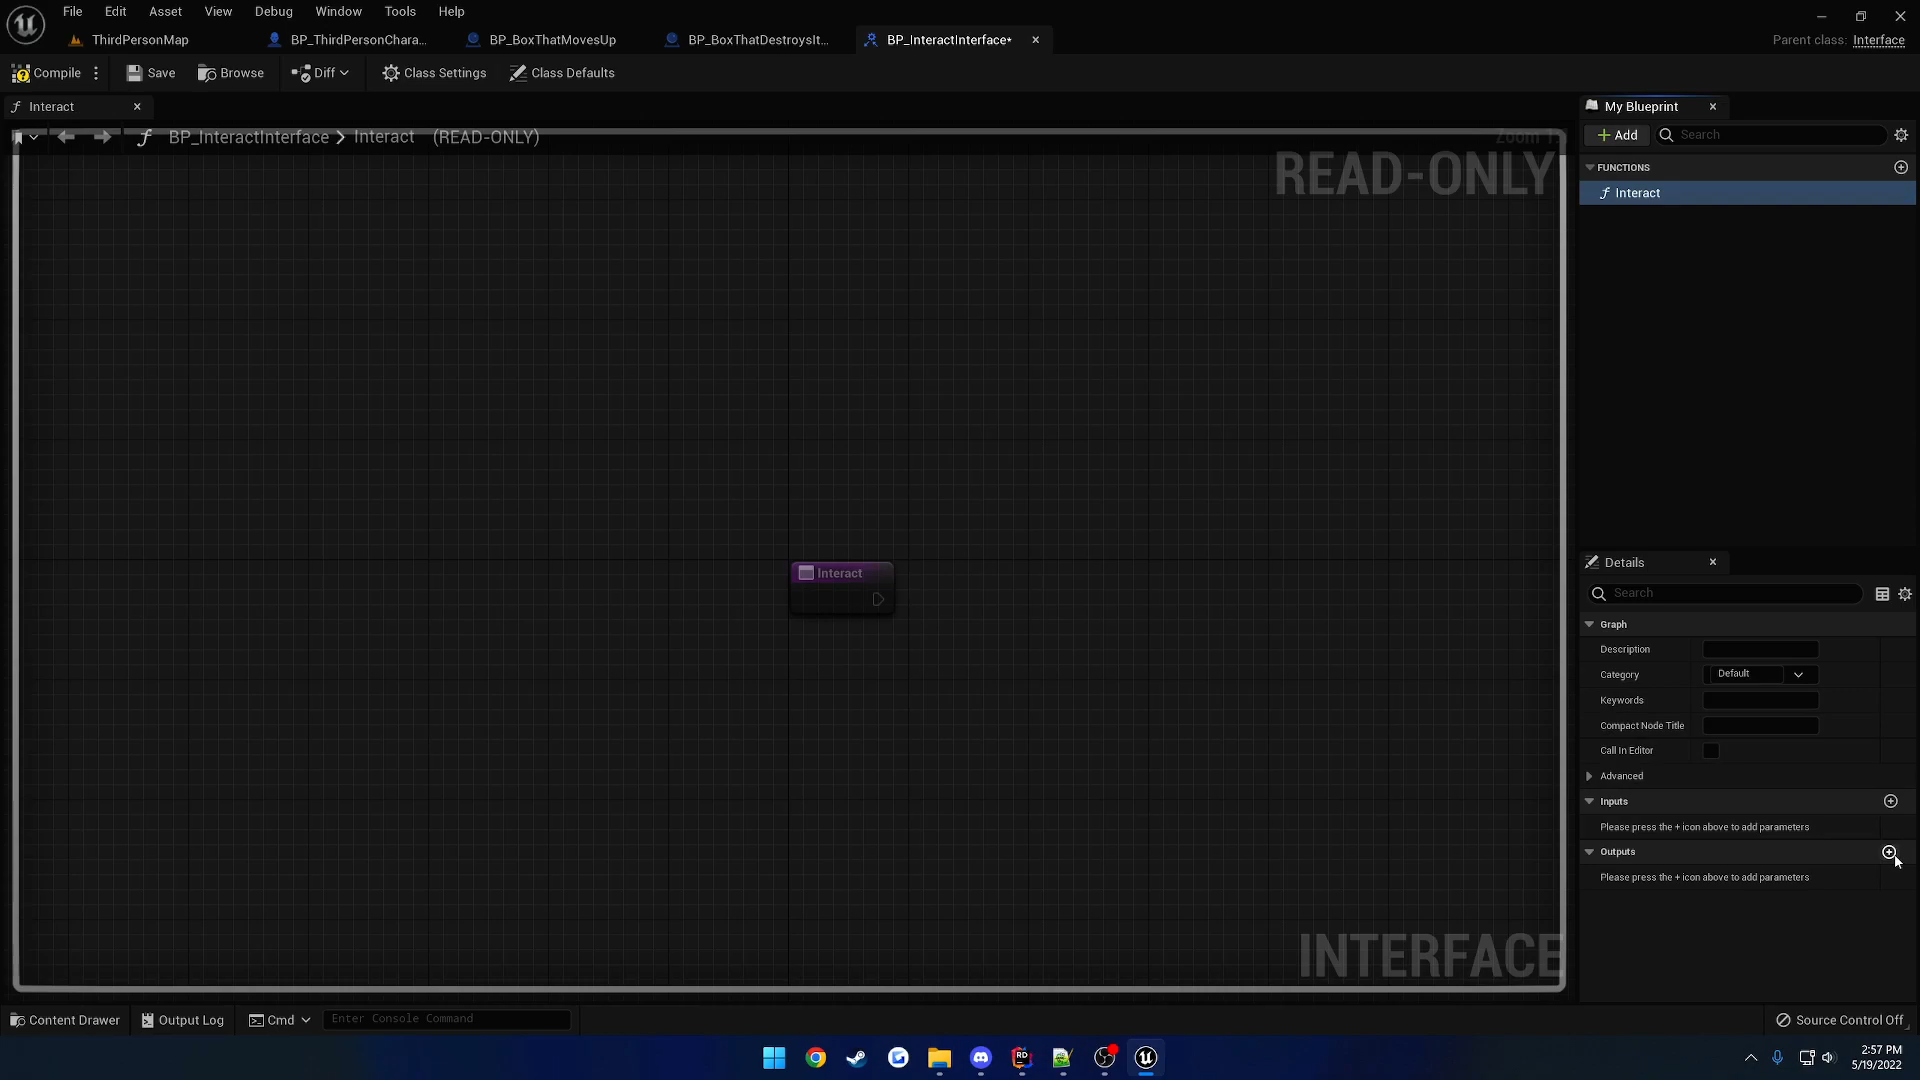 File Edit Asset View Debug Window Tools Help
ThirdPersonMap BP_ThirdPersonChara... BP_BoxThatMovesUp BP_BoxThatDestroysIt... BP_InteractInterface* Parent class: Interface
Compile Save Browse Diff Class Settings Class Defaults
Interact
BP_InteractInterface > Interact (READ-ONLY)
READ-ONLY
Interact
INTERFACE
My Blueprint
Add Search
FUNCTIONS
Interact
Details
Search
Graph
Description
Category Default
Keywords
Compact Node Title
Call In Editor
Advanced
Inputs
Please press the + icon above to add parameters
Outputs
Please press the + icon above to add parameters
Content Drawer Output Log Cmd Enter Console Command Source Control Off
RD
2:57 PM
5/19/2022